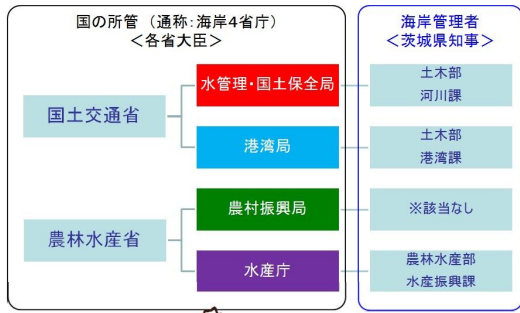 国の所管（通称：海岸4省庁）
＜各省大臣＞
海岸管理者
＜茨城県知事＞
国土交通省
水管理・国土保全局
土木部
河川課
港湾局
土木部
港湾課
農林水産省
農村振興局
※該当なし
水産庁
農林水産部
水産振興課